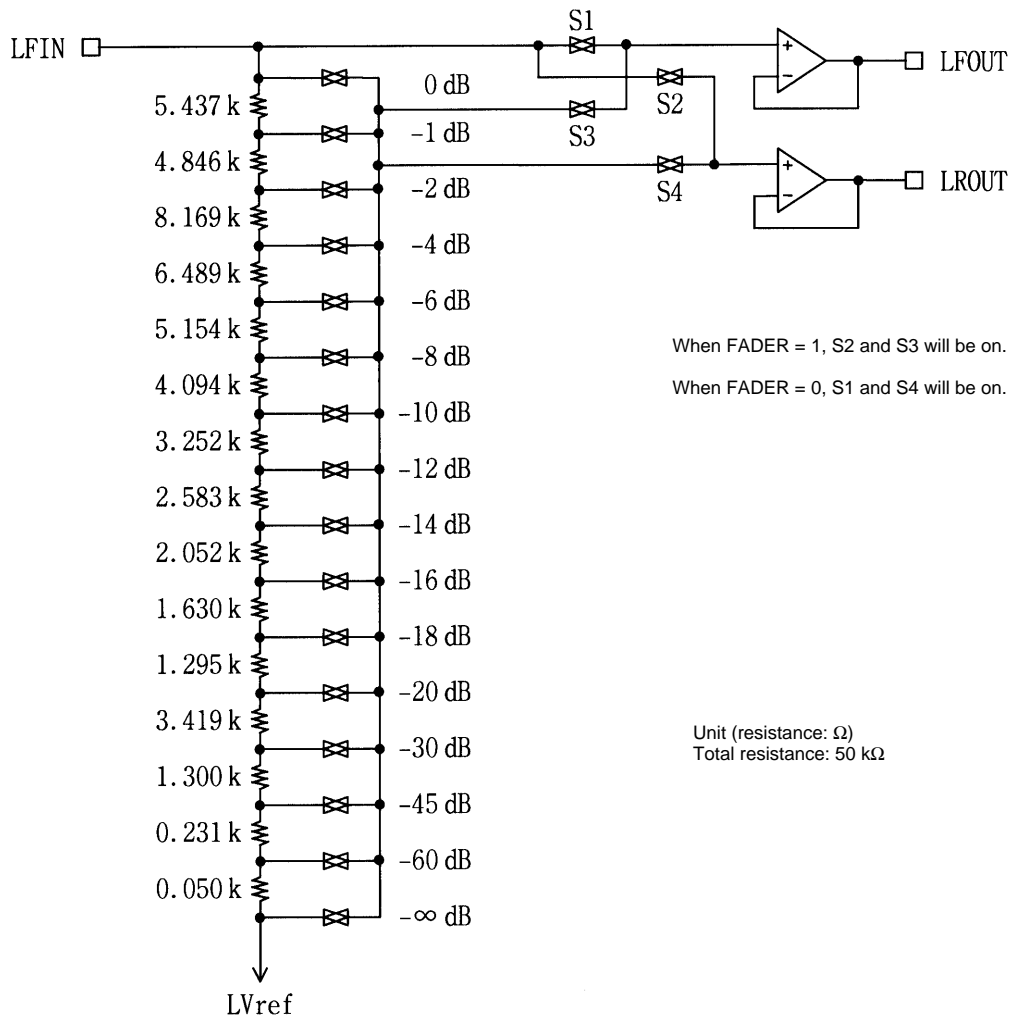 S1
LFIN
LFOUT
0 dB
S2
5.437 k
S3
-1 dB
4.846 k
S4
LROUT
-2 dB
8.169 k
-4 dB
6.489 k
-6 dB
5.154 k
When FADER = 1, S2 and S3 will be on.
-8 dB
4.094 k
When FADER = 0, S1 and S4 will be on.
-10 dB
3.252 k
-12 dB
2.583 k
-14 dB
2.052 k
-16 dB
1.630 k
-18 dB
1.295 k
-20 dB
3.419 k
Unit (resistance: Ω)
Total resistance: 50 kΩ
-30 dB
1.300 k
-45 dB
0.231 k
-60 dB
0.050 k
-∞ dB
LVref
+
-
+
-